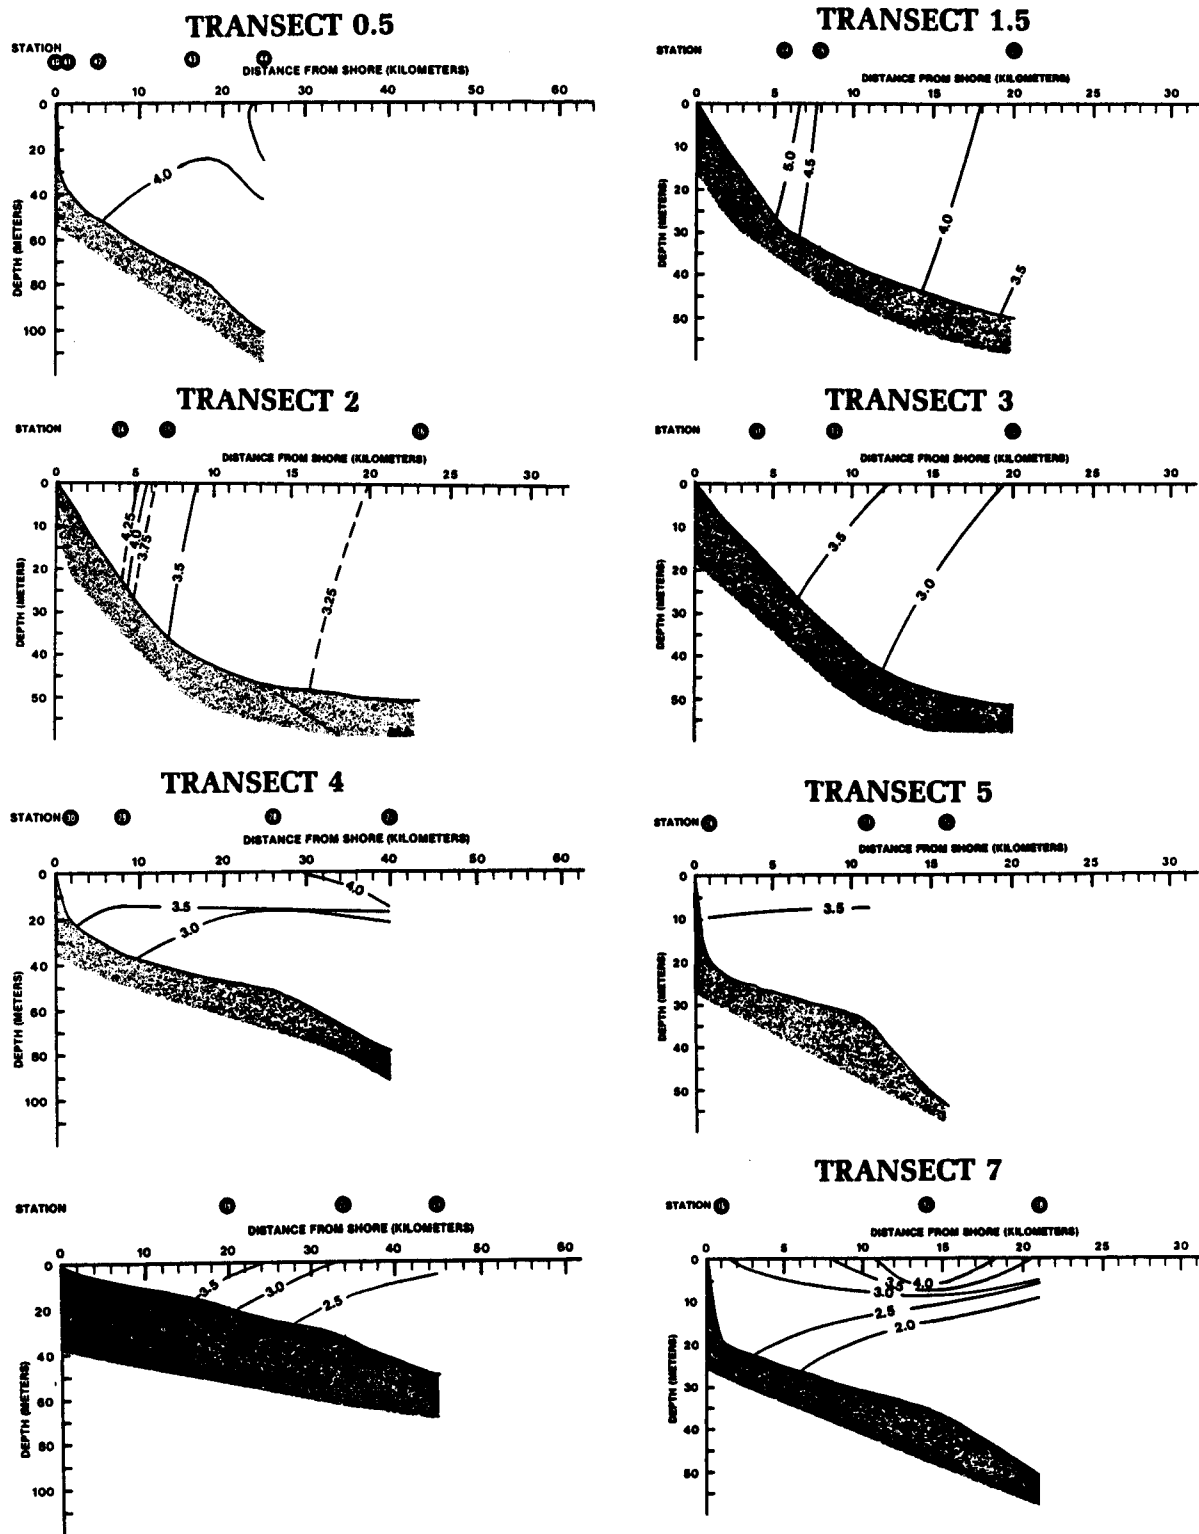 TRANSECT 0.5
STATION
DISTANCE FROM SHORE (KILOMETERS)
0 10 20 30 40 50 60
0
20
40
60
80
100
DEPTH (METERS)
4.0
TRANSECT 1.5
STATION
DISTANCE FROM SHORE (KILOMETERS)
0 5 10 15 20 25 30
0
10
20
30
40
50
DEPTH (METERS)
5.0
4.5
4.0
3.5
TRANSECT 2
STATION
DISTANCE FROM SHORE (KILOMETERS)
0 5 10 15 20 25 30
0
10
20
30
40
50
DEPTH (METERS)
4.25
4.0
3.75
3.5
3.25
TRANSECT 3
STATION
DISTANCE FROM SHORE (KILOMETERS)
0 5 10 15 20 25 30
0
10
20
30
40
50
DEPTH (METERS)
3.5
3.0
TRANSECT 4
STATION
DISTANCE FROM SHORE (KILOMETERS)
0 10 20 30 40 50 60
0
20
40
60
80
100
DEPTH (METERS)
4.0
3.5
3.0
TRANSECT 5
STATION
DISTANCE FROM SHORE (KILOMETERS)
0 5 10 15 20 25 30
0
10
20
30
40
50
DEPTH (METERS)
3.5
STATION
DISTANCE FROM SHORE (KILOMETERS)
0 10 20 30 40 50 60
0
20
40
60
80
100
DEPTH (METERS)
3.5
3.0
2.5
TRANSECT 7
STATION
DISTANCE FROM SHORE (KILOMETERS)
0 5 10 15 20 25 30
0
10
20
30
40
50
DEPTH (METERS)
3.5
4.0
3.0
2.5
2.0